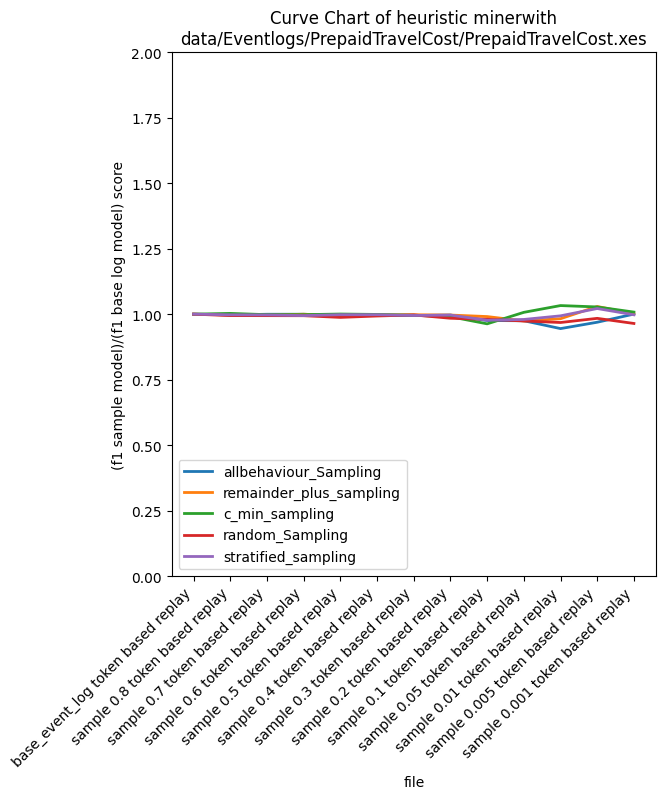 Curve Chart of heuristic minerwith
data/Eventlogs/PrepaidTravelCost/PrepaidTravelCost.xes
(f1 sample model)/(f1 base log model) score
2.00
1.75
1.50
1.25
1.00
0.75
0.50
0.25
0.00
allbehaviour_Sampling
remainder_plus_sampling
c_min_sampling
random_Sampling
stratified_sampling
base_event_log token based replay
sample 0.8 token based replay
sample 0.7 token based replay
sample 0.6 token based replay
sample 0.5 token based replay
sample 0.4 token based replay
sample 0.3 token based replay
sample 0.2 token based replay
sample 0.1 token based replay
sample 0.05 token based replay
sample 0.01 token based replay
sample 0.005 token based replay
sample 0.001 token based replay
file